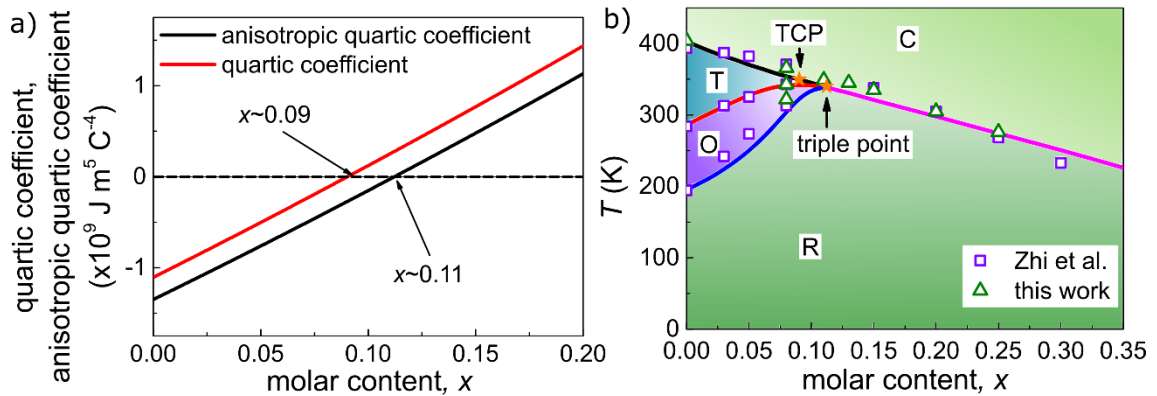 a)
quartic coefficient,
anisotropic quartic coefficient
(x10⁹ J m⁵ C⁻⁴)
1
0
-1
anisotropic quartic coefficient
quartic coefficient
x~0.09
x~0.11
0.00 0.05 0.10 0.15 0.20
molar content, x
b)
T (K)
400
300
200
100
0
TCP
C
T
O
triple point
R
Zhi et al.
this work
0.00 0.05 0.10 0.15 0.20 0.25 0.30 0.35
molar content, x